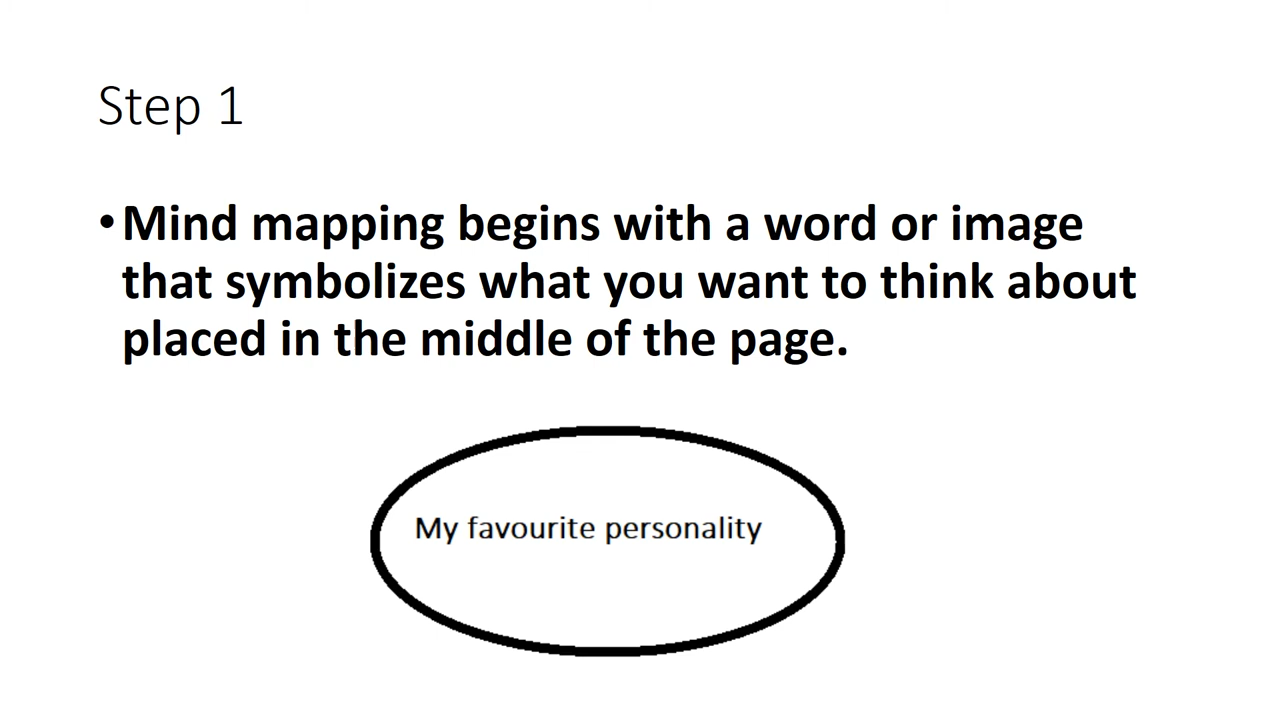 Step 1
•Mind mapping begins with a word or image
that symbolizes what you want to think about
placed in the middle of the page.
My favourite personality